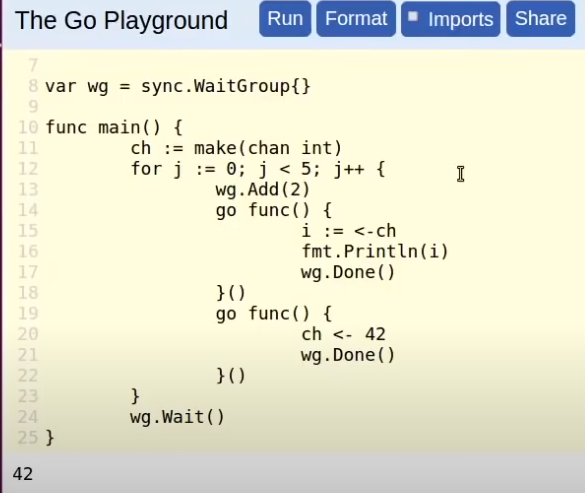 The Go Playground Run Format Imports Share
7
8 var wg = sync.WaitGroup{}
9
10 func main() {
11 ch := make(chan int)
12 for j := 0; j < 5; j++ {
13 wg.Add(2)
14 go func() {
15 i := <-ch
16 fmt.Println(i)
17 wg.Done()
18 }()
19 go func() {
20 ch <- 42
21 wg.Done()
22 }()
23 }
24 wg.Wait()
25 }
42